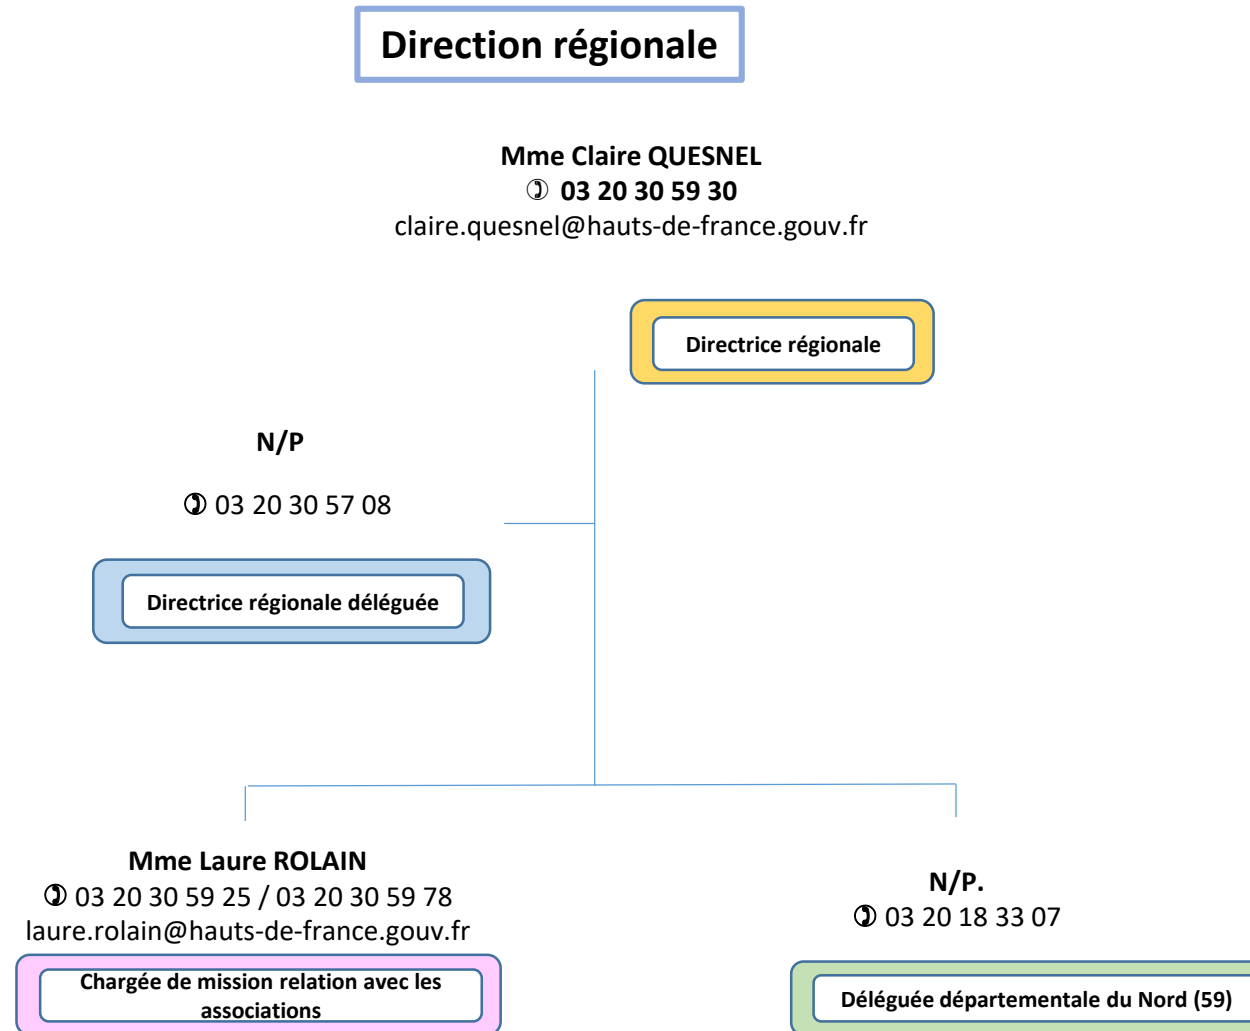 Direction régionale
Mme Claire QUESNEL
✆ 03 20 30 59 30
claire.quesnel@hauts-de-france.gouv.fr
Directrice régionale
N/P
✆ 03 20 30 57 08
Directrice régionale déléguée
Mme Laure ROLAIN
✆ 03 20 30 59 25 / 03 20 30 59 78
laure.rolain@hauts-de-france.gouv.fr
Chargée de mission relation avec les
associations
N/P.
✆ 03 20 18 33 07
Déléguée départementale du Nord (59)